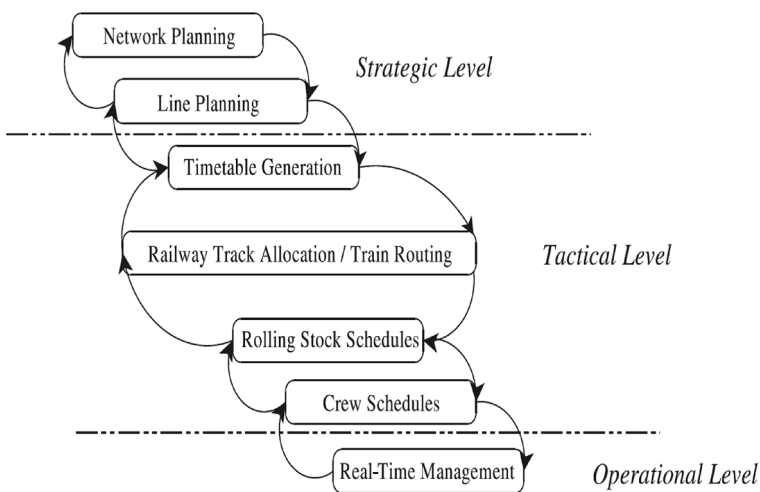 Network Planning
Strategic Level
Line Planning
Timetable Generation
Railway Track Allocation / Train Routing
Tactical Level
Rolling Stock Schedules
Crew Schedules
Real-Time Management
Operational Level